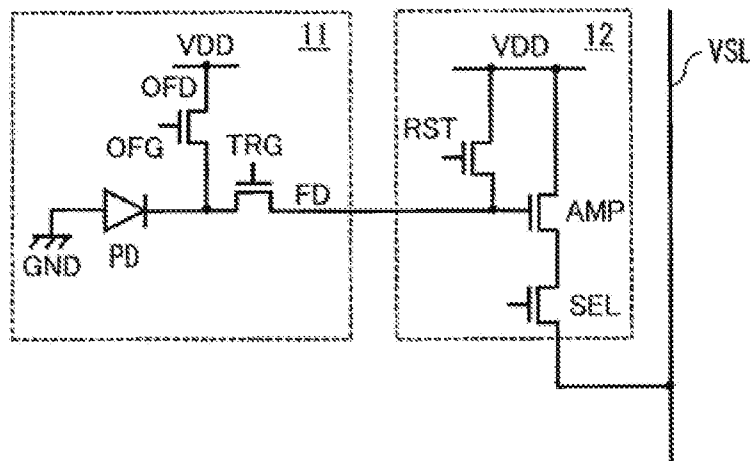 11
VDD
OFD
OFG
TRG
FD
GND
PD
12
VDD
RST
AMP
SEL
VSL